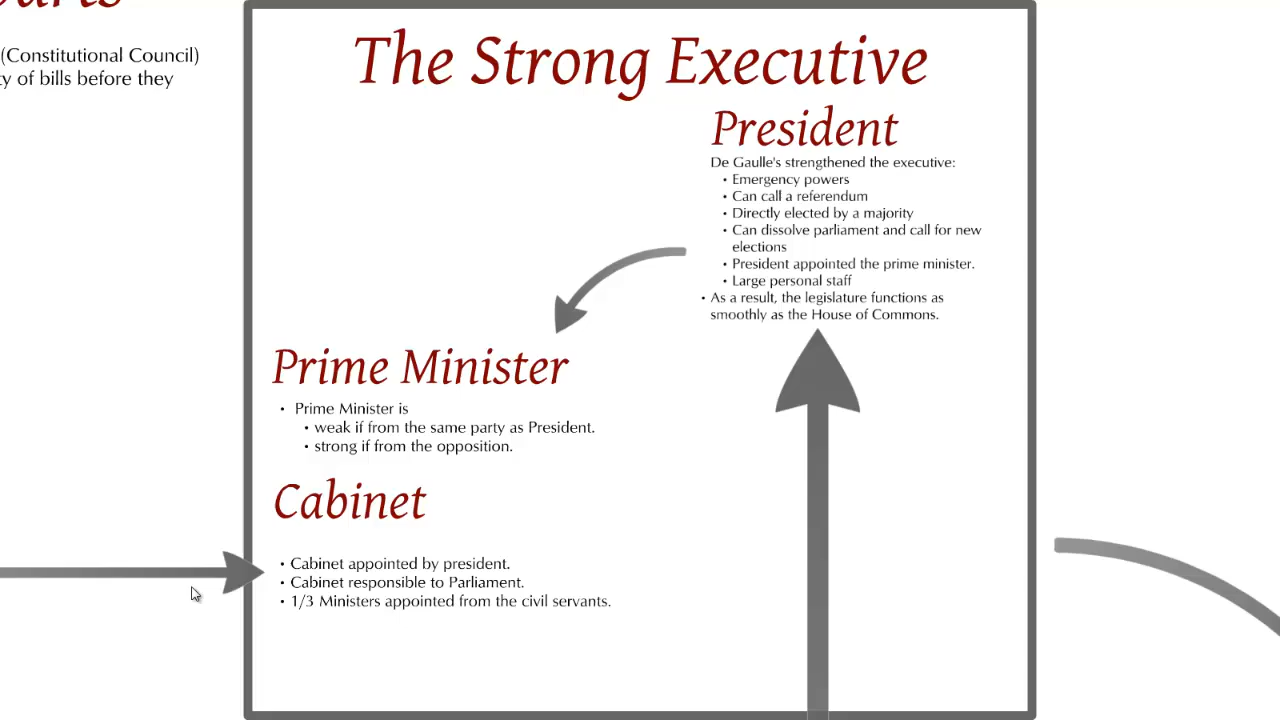 (Constitutional Council)
of bills before they
The Strong Executive
President
De Gaulle's strengthened the executive:
• Emergency powers
• Can call a referendum
• Directly elected by a majority
• Can dissolve parliament and call for new
elections
• President appointed the prime minister.
• Large personal staff
• As a result, the legislature functions as
smoothly as the House of Commons.
Prime Minister
• Prime Minister is
• weak if from the same party as President.
• strong if from the opposition.
Cabinet
• Cabinet appointed by president.
• Cabinet responsible to Parliament.
• 1/3 Ministers appointed from the civil servants.